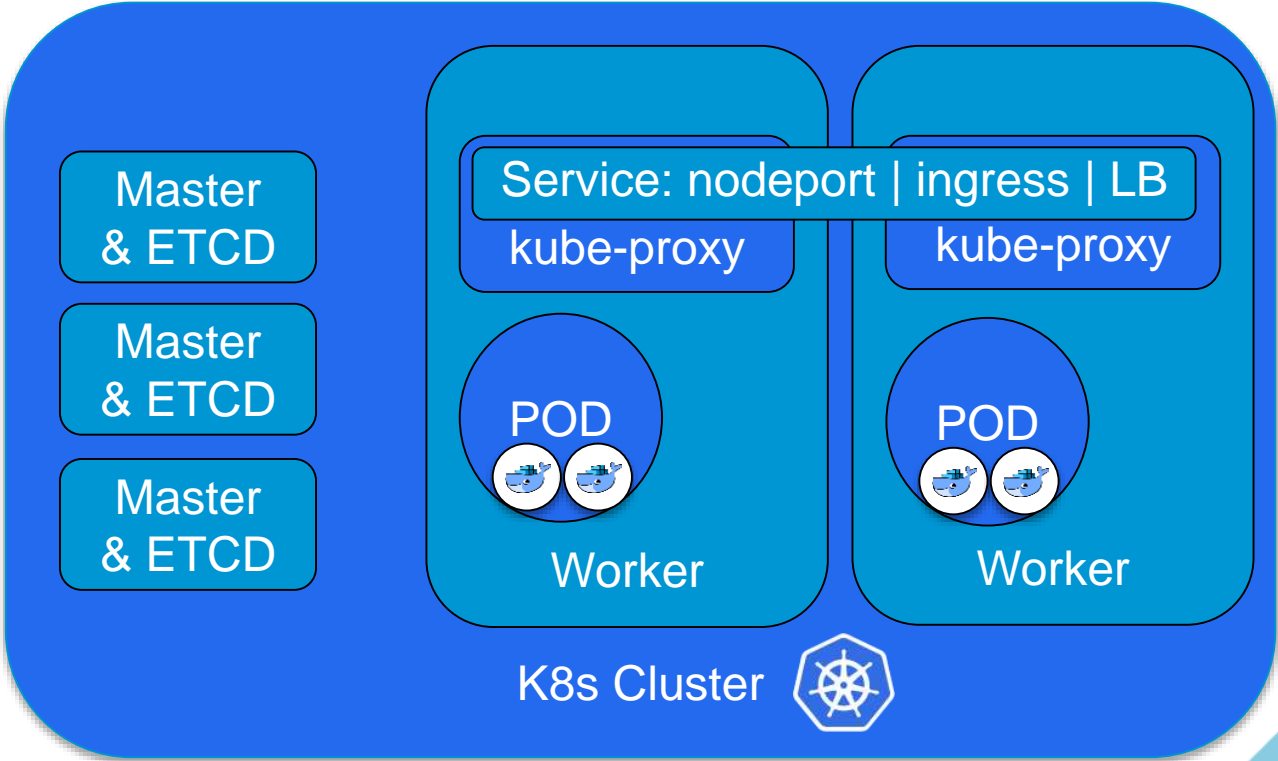 Master
& ETCD
Master
& ETCD
Master
& ETCD
Service: nodeport | ingress | LB
kube-proxy
kube-proxy
POD
POD
Worker
Worker
K8s Cluster